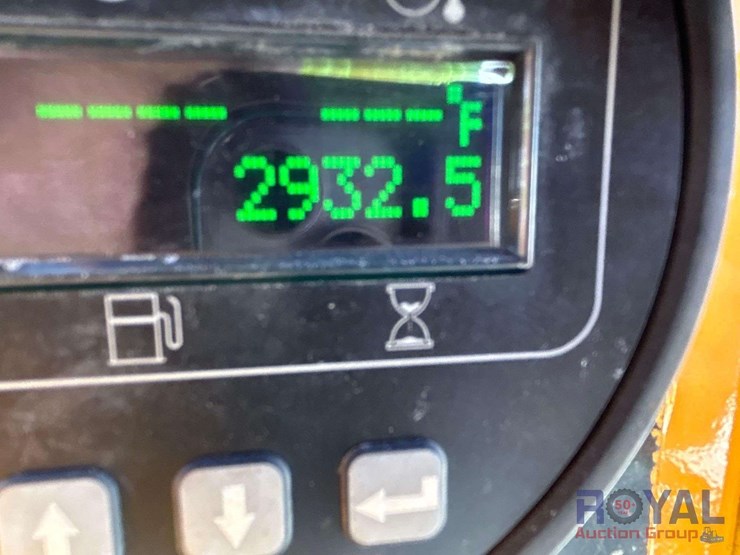 ---- --- °F
2932.5
ROYAL
50+
Auction Group